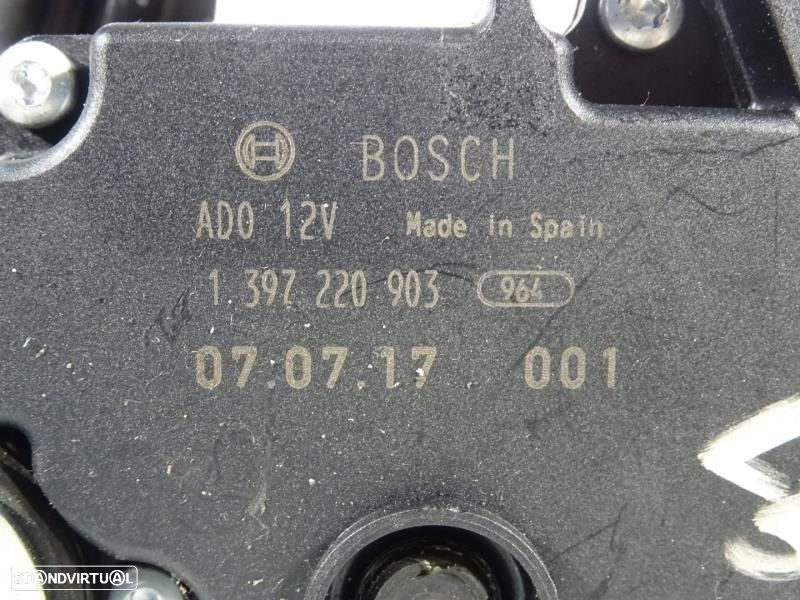 BOSCH
AD0 12V Made in Spain
1 397 220 903 964
07.07.17 001
STANDVIRTUAL